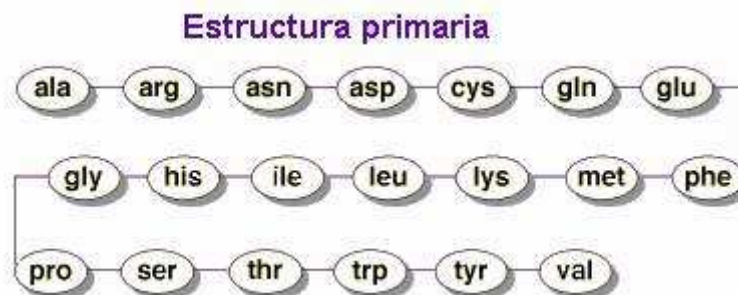 Estructura primaria
ala arg asn asp cys gln glu
gly his ile leu lys met phe
pro ser thr trp tyr val